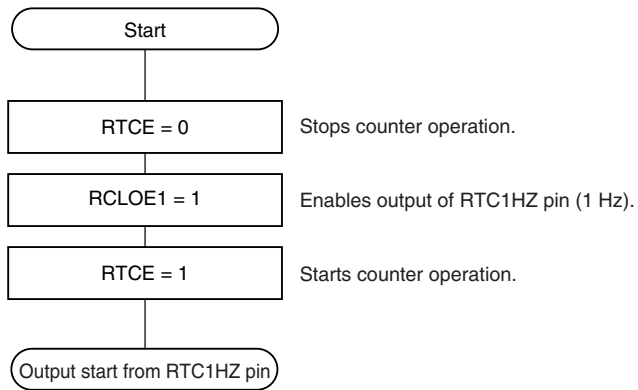 Start
RTCE = 0
Stops counter operation.
RCLOE1 = 1
Enables output of RTC1HZ pin (1 Hz).
RTCE = 1
Starts counter operation.
Output start from RTC1HZ pin